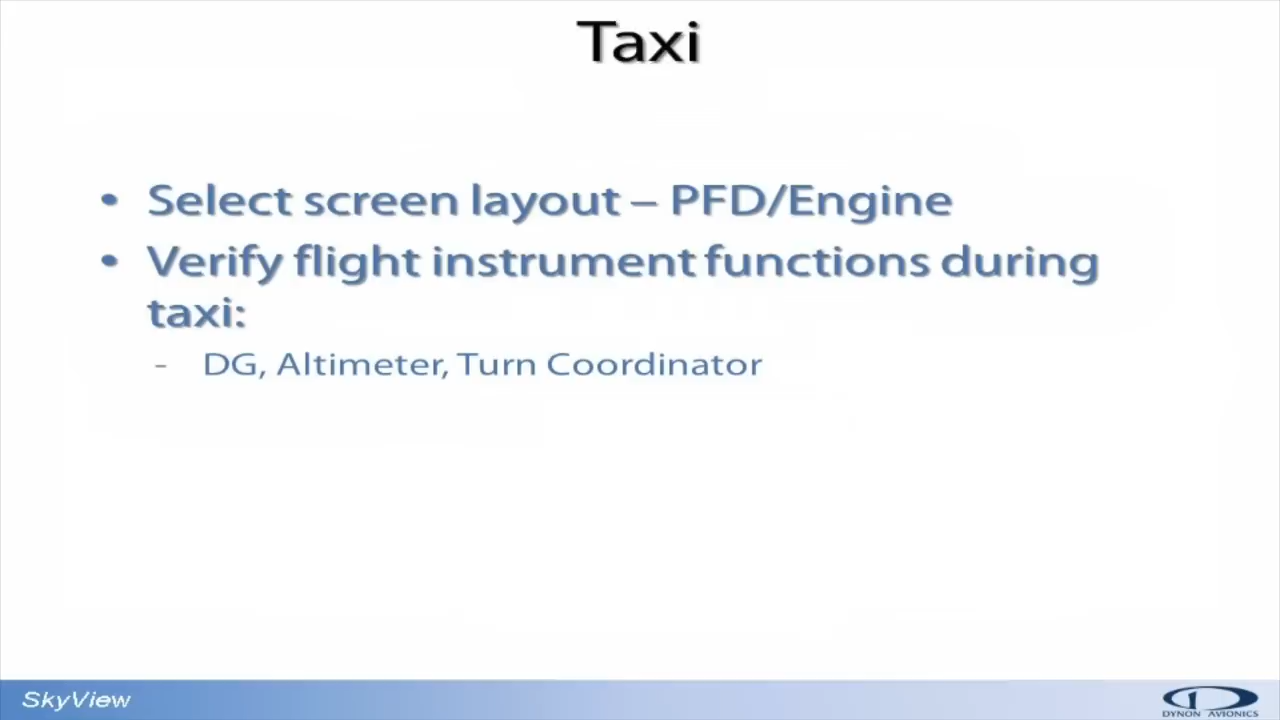 Taxi
• Select screen layout – PFD/Engine
• Verify flight instrument functions during
taxi:
- DG, Altimeter, Turn Coordinator
SkyView
DYNON AVIONICS